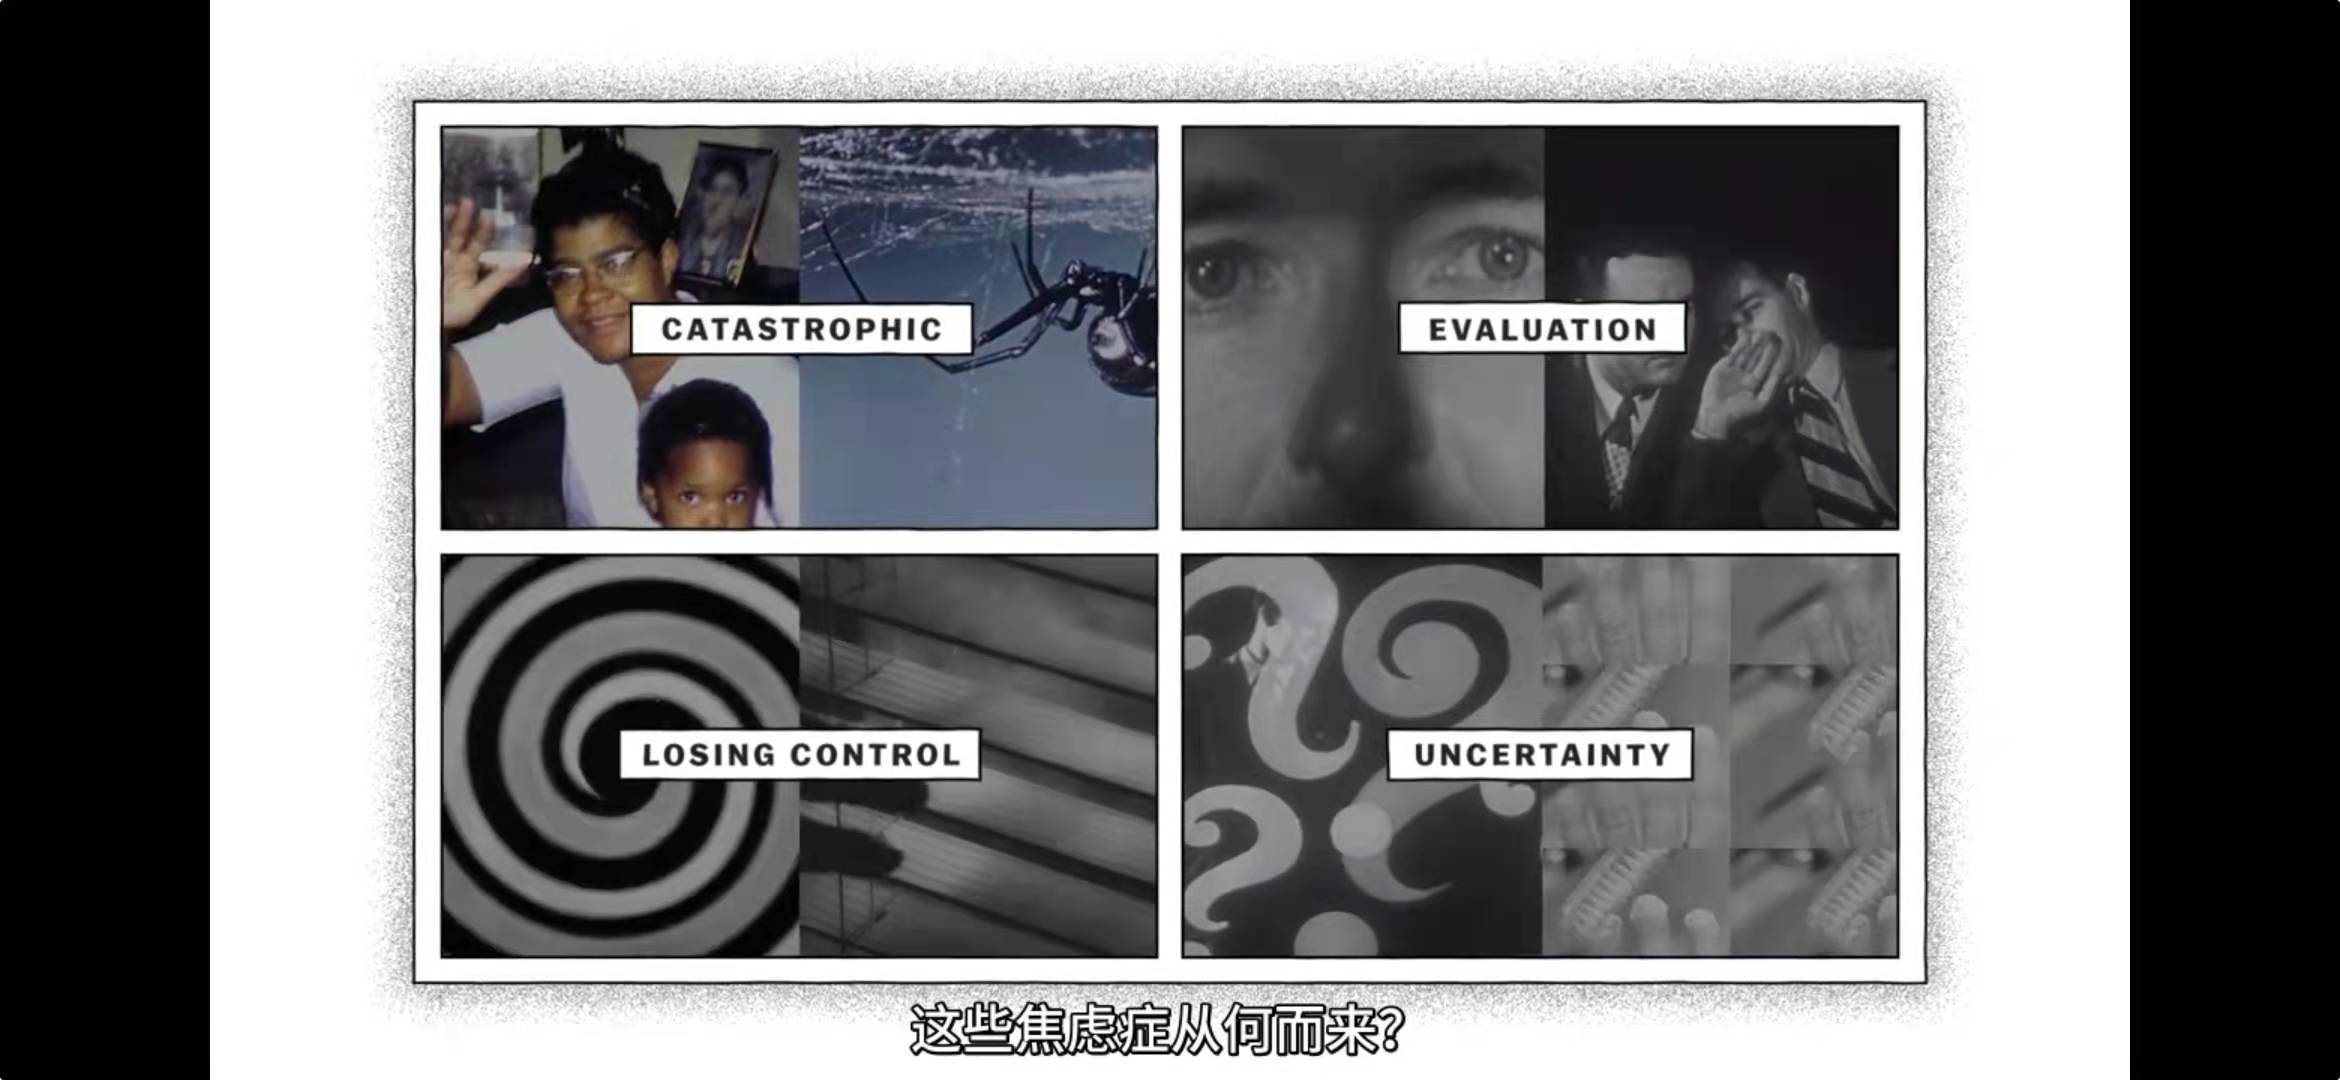 CATASTROPHIC
EVALUATION
LOSING CONTROL
UNCERTAINTY
这些焦虑症从何而来?